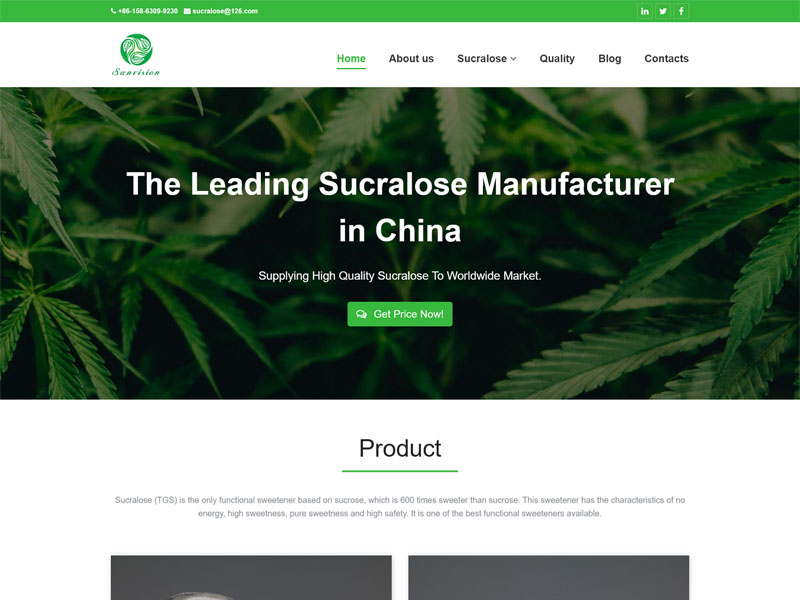 +86-158-6309-9230 sucralose@126.com
Sunvision
Home About us Sucralose Quality Blog Contacts
The Leading Sucralose Manufacturer
in China
Supplying High Quality Sucralose To Worldwide Market.
Get Price Now!
Product
Sucralose (TGS) is the only functional sweetener based on sucrose, which is 600 times sweeter than sucrose. This sweetener has the characteristics of no
energy, high sweetness, pure sweetness and high safety. It is one of the best functional sweeteners available.